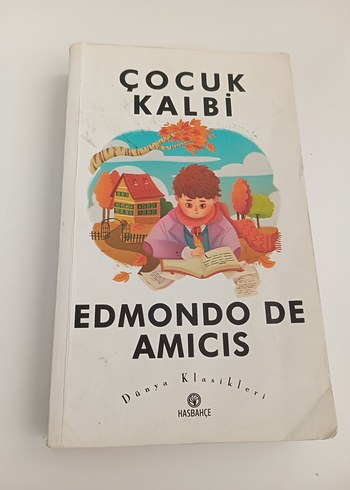 ÇOCUK
KALBİ
EDMONDO DE
AMICIS
Dünya Klasikleri
HASBAHÇE